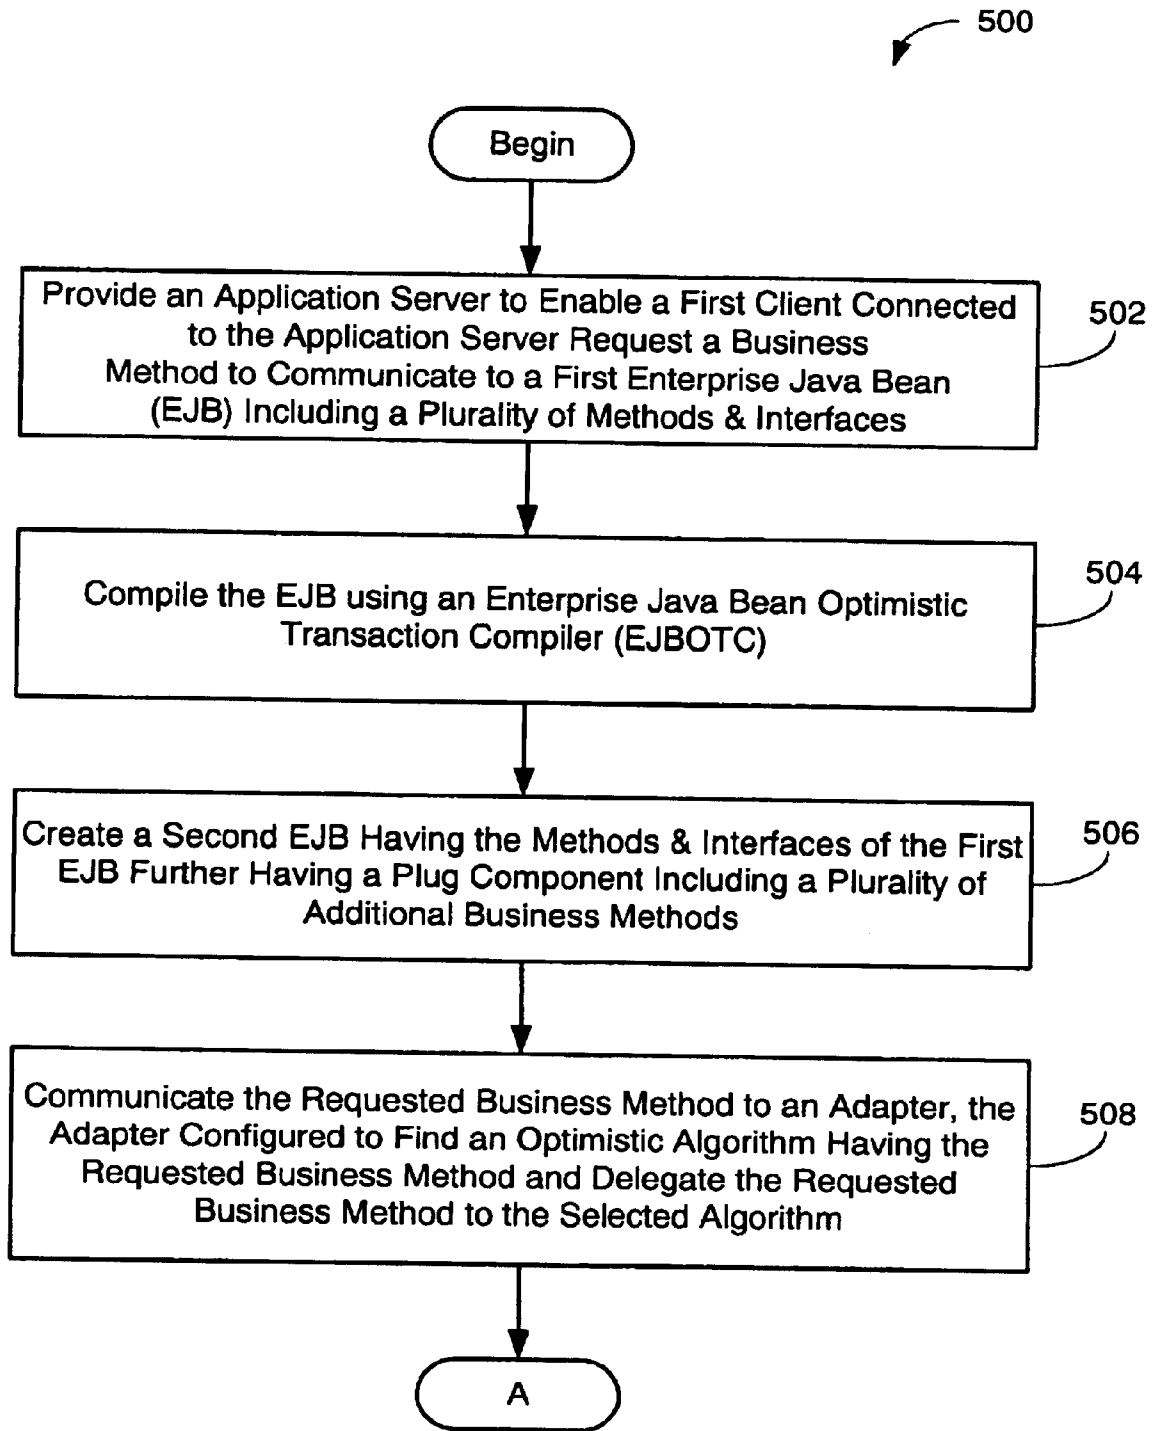 500
Begin
Provide an Application Server to Enable a First Client Connected
to the Application Server Request a Business
Method to Communicate to a First Enterprise Java Bean
(EJB) Including a Plurality of Methods & Interfaces
502
Compile the EJB using an Enterprise Java Bean Optimistic
Transaction Compiler (EJBOTC)
504
Create a Second EJB Having the Methods & Interfaces of the First
EJB Further Having a Plug Component Including a Plurality of
Additional Business Methods
506
Communicate the Requested Business Method to an Adapter, the
Adapter Configured to Find an Optimistic Algorithm Having the
Requested Business Method and Delegate the Requested
Business Method to the Selected Algorithm
508
A